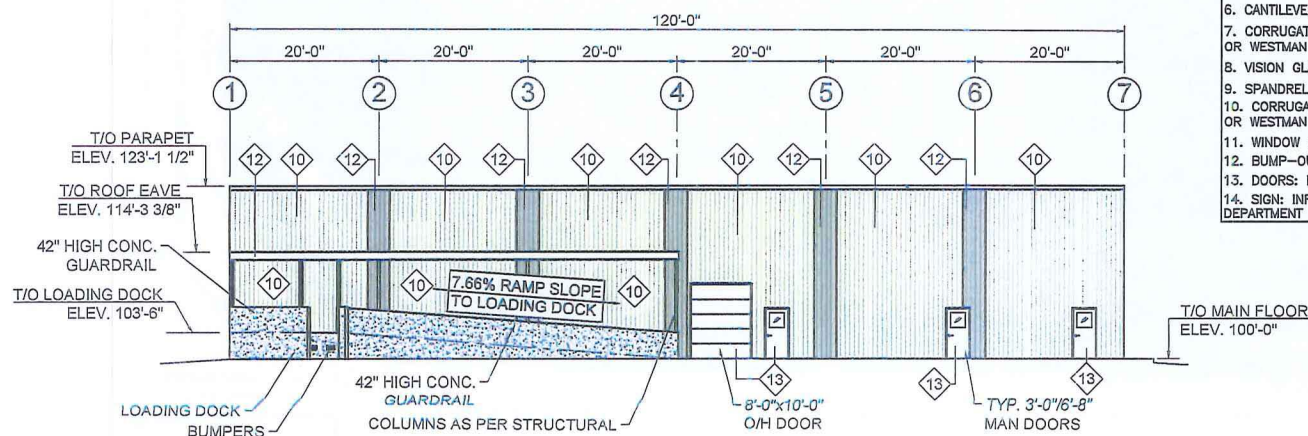 120'-0"
20'-0" 20'-0" 20'-0" 20'-0" 20'-0" 20'-0"
1 2 3 4 5 6 7
T/O PARAPET
ELEV. 123'-1 1/2"
12 10 12 10 12 10 12 10 12 10 12 10
T/O ROOF EAVE
ELEV. 114'-3 3/8"
42" HIGH CONC.
GUARDRAIL
10 10 10
7.66% RAMP SLOPE
TO LOADING DOCK
T/O LOADING DOCK
ELEV. 103'-6"
T/O MAIN FLOOR
ELEV. 100'-0"
13 13 13
42" HIGH CONC.
GUARDRAIL
LOADING DOCK
BUMPERS
COLUMNS AS PER STRUCTURAL
8'-0"x10'-0"
O/H DOOR
TYP. 3'-0"/6'-8"
MAN DOORS
6.
7.
OR WESTMAN
8. VISION
9. SPANDREL
10.
OR WESTMAN
11. WINDOW
12.
13. DOORS:
14. SIGN:
DEPARTMENT